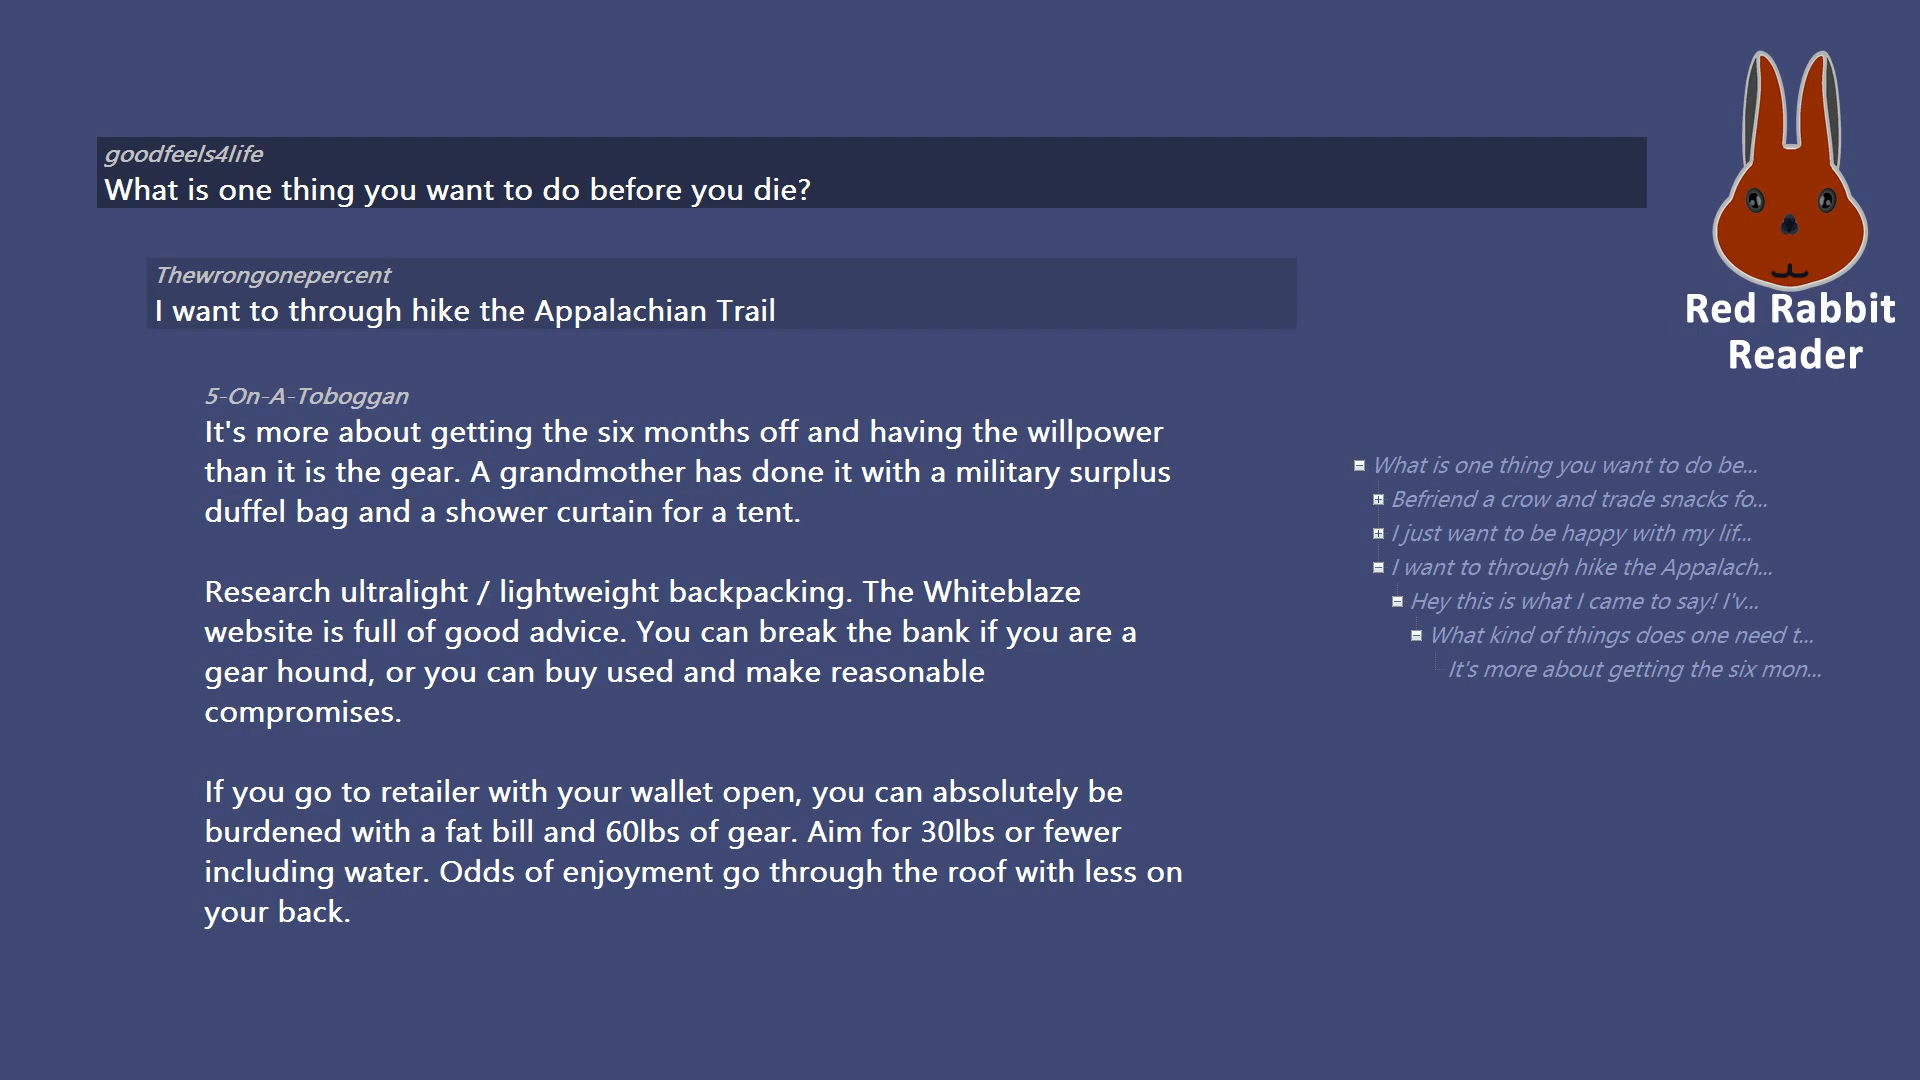 goodfeels4life
What is one thing you want to do before you die?
Thewrongonepercent
I want to through hike the Appalachian Trail
5-On-A-Toboggan
It's more about getting the six months off and having the willpower
than it is the gear. A grandmother has done it with a military surplus
duffel bag and a shower curtain for a tent.
Research ultralight / lightweight backpacking. The Whiteblaze
website is full of good advice. You can break the bank if you are a
gear hound, or you can buy used and make reasonable
compromises.
If you go to retailer with your wallet open, you can absolutely be
burdened with a fat bill and 60lbs of gear. Aim for 30lbs or fewer
including water. Odds of enjoyment go through the roof with less on
your back.
Red Rabbit
Reader
What is one thing you want to do be...
Befriend a crow and trade snacks fo...
I just want to be happy with my lif...
I want to through hike the Appalach...
Hey this is what I came to say! I'v...
What kind of things does one need t...
It's more about getting the six mon...